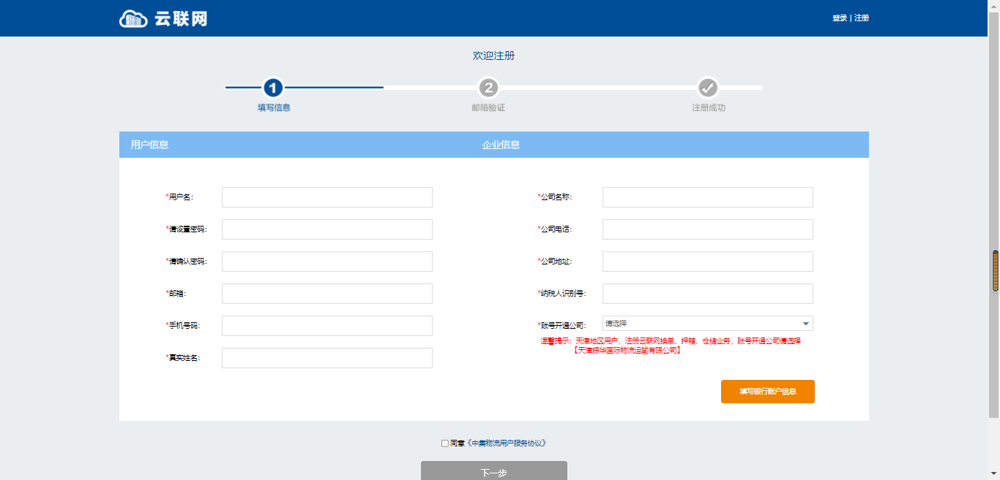 云联网
登录 | 注册
欢迎注册
1
2
填写信息
邮箱验证
注册成功
用户信息
企业信息
*用户名：
*请设置密码：
*请确认密码：
*邮箱：
*手机号码：
*真实姓名：
*公司名称：
*公司电话：
*公司地址：
*纳税人识别号：
*账号开通公司：
请选择
温馨提示：天津地区用户，注册云联网换单、押箱、仓储业务，账号开通公司请选择
【天津振华国际物流运输有限公司】
填写银行账户信息
同意《中集物流用户服务协议》
下一步